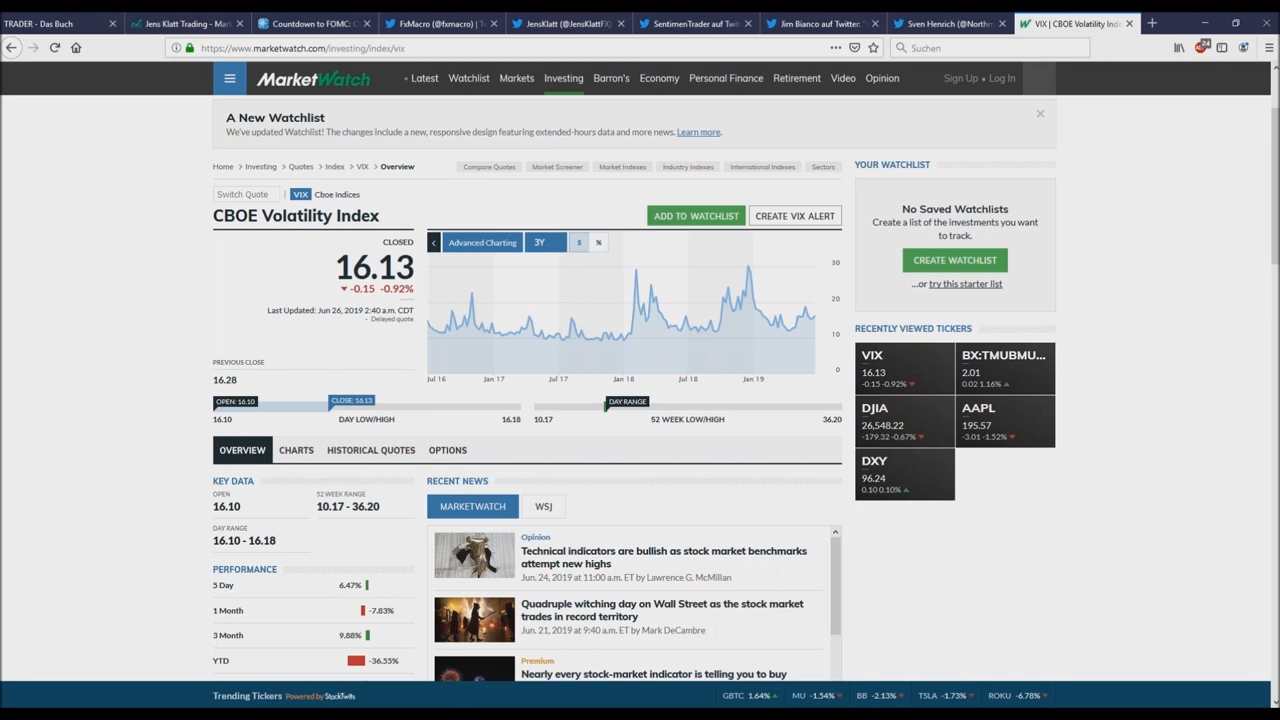 TRADER – Das Buch
Jens Klatt Trading - Mark
Countdown to FOMC: C
FxMacro (@fxmacro) | T
JensKlatt (@JensKlattFX)
SentimenTrader auf Twit
Jim Bianco auf Twitter: "
Sven Henrich (@Northm
VIX | CBOE Volatility Inde
https://www.marketwatch.com/investing/index/vix
Suchen
24
MarketWatch
Latest
Watchlist
Markets
Investing
Barron's
Economy
Personal Finance
Retirement
Video
Opinion
Sign Up • Log In
A New Watchlist
We've updated Watchlist! The changes include a new, responsive design featuring extended-hours data and more news. Learn more.
Home > Investing > Quotes > Index > VIX > Overview
Compare Quotes
Market Screener
Market Indexes
Industry Indexes
International Indexes
Sectors
Switch Quote
VIX Cboe Indices
CBOE Volatility Index
ADD TO WATCHLIST
CREATE VIX ALERT
CLOSED
16.13
-0.15 -0.92%
Last Updated: Jun 26, 2019 2:40 a.m. CDT
- Delayed quote
PREVIOUS CLOSE
16.28
Advanced Charting
3Y
$
%
30
20
10
0
Jul 16
Jan 17
Jul 17
Jan 18
Jul 18
Jan 19
OPEN: 16.10
CLOSE: 16.13
16.10
DAY LOW/HIGH
16.18
DAY RANGE
10.17
52 WEEK LOW/HIGH
36.20
OVERVIEW
CHARTS
HISTORICAL QUOTES
OPTIONS
KEY DATA
OPEN
16.10
52 WEEK RANGE
10.17 - 36.20
DAY RANGE
16.10 - 16.18
PERFORMANCE
5 Day 6.47%
1 Month -7.83%
3 Month 9.88%
YTD -36.55%
RECENT NEWS
MARKETWATCH
WSJ
Opinion
Technical indicators are bullish as stock market benchmarks
attempt new highs
Jun. 24, 2019 at 11:00 a.m. ET by Lawrence G. McMillan
Quadruple witching day on Wall Street as the stock market
trades in record territory
Jun. 21, 2019 at 9:40 a.m. ET by Mark DeCambre
Premium
Nearly every stock-market indicator is telling you to buy
YOUR WATCHLIST
No Saved Watchlists
Create a list of the investments you want
to track.
CREATE WATCHLIST
...or try this starter list
RECENTLY VIEWED TICKERS
VIX
16.13
-0.15 -0.92%
BX:TMUBMU...
2.01
0.02 1.16%
DJIA
26,548.22
-179.32 -0.67%
AAPL
195.57
-3.01 -1.52%
DXY
96.24
0.10 0.10%
Trending Tickers Powered by StockTwits
GBTC 1.64%
MU -1.54%
BB -2.13%
TSLA -1.73%
ROKU -6.78%